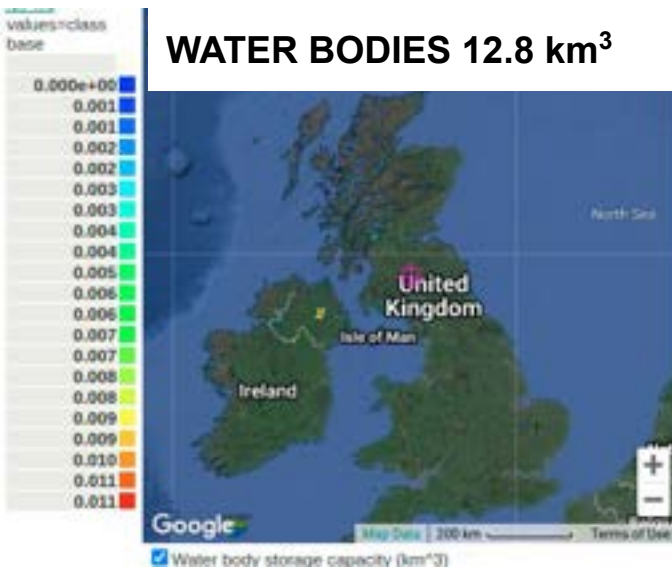 values=class
base
WATER BODIES 12.8 km³
0.000e+00
0.001
0.001
0.002
0.002
0.003
0.003
0.004
0.004
0.005
0.006
0.006
0.007
0.007
0.008
0.008
0.009
0.009
0.010
0.011
0.011
North Sea
United
Kingdom
Isle of Man
Ireland
+
−
Google
Map Data
200 km
Terms of Use
Water body storage capacity (km^3)